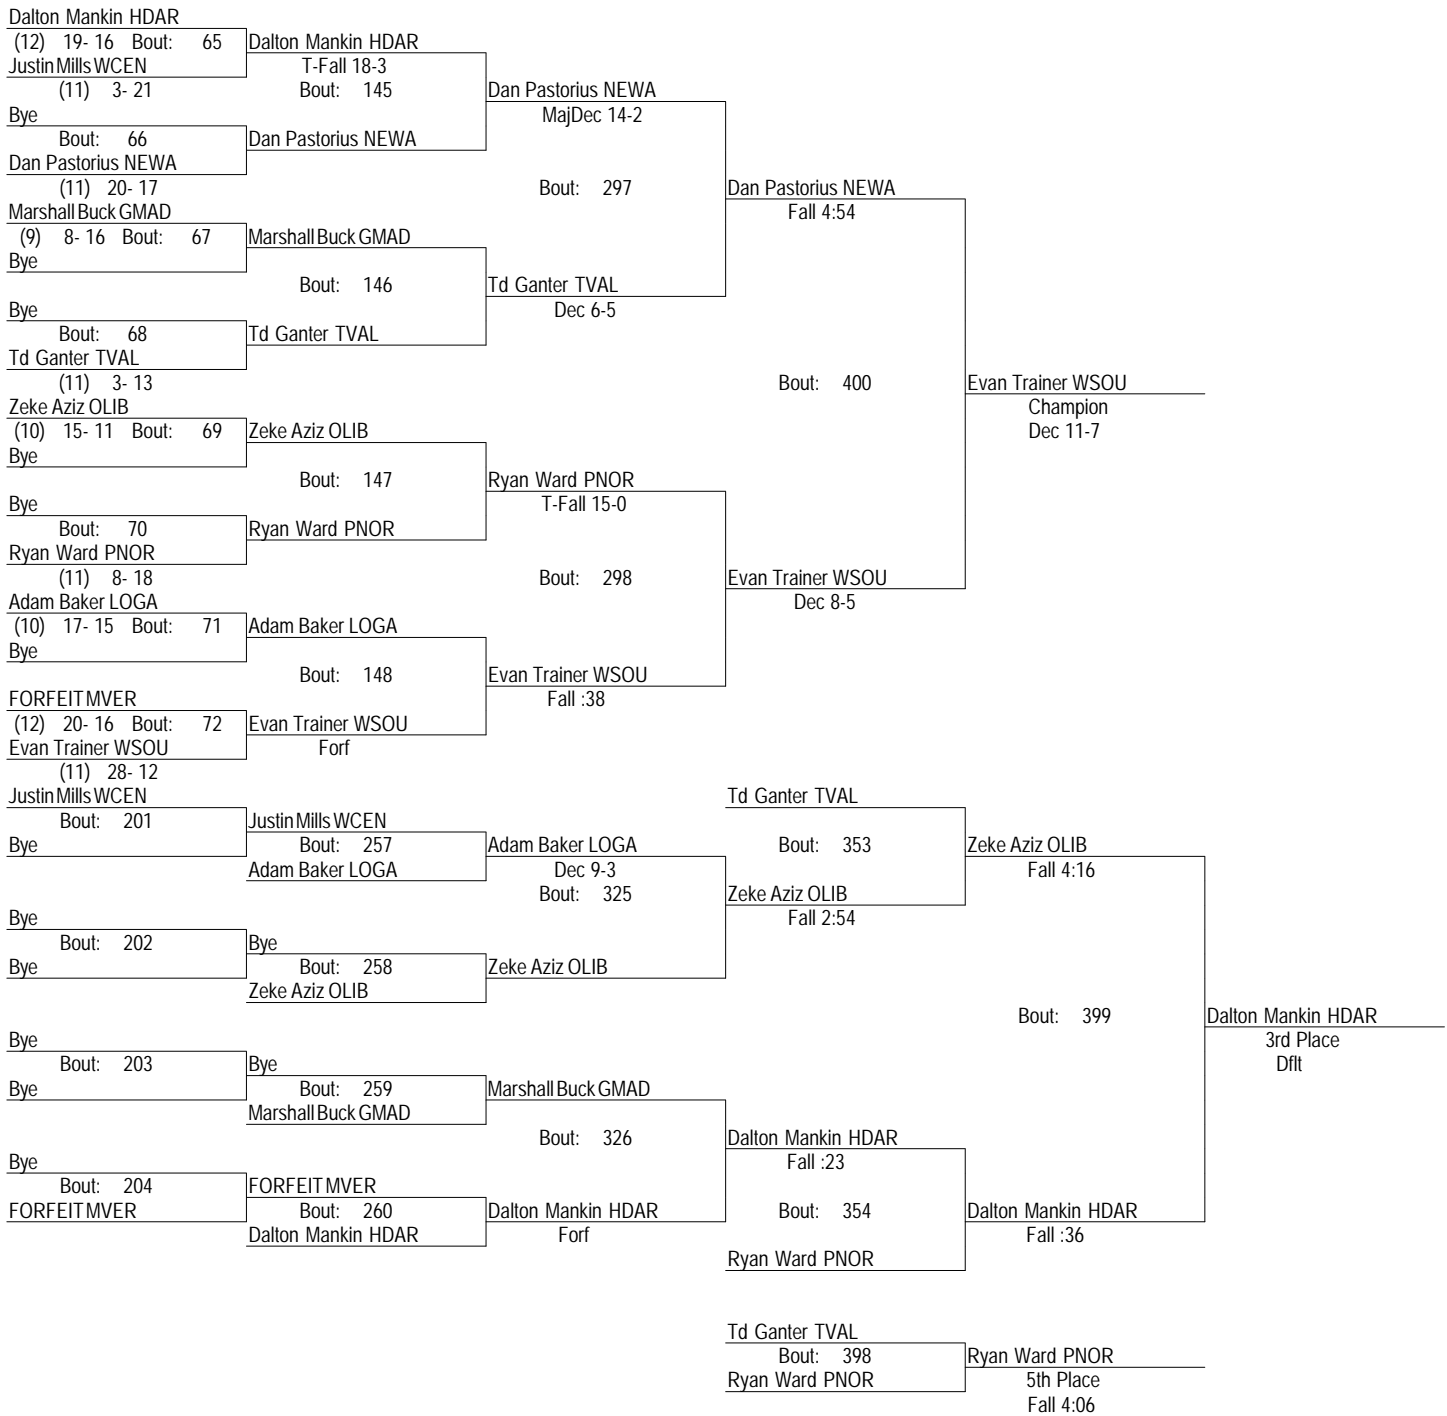 Dalton Mankin HDAR
(12) 19- 16 Bout: 65 Dalton Mankin HDAR
Justin Mills WCEN T-Fall 18-3
(11) 3- 21 Bout: 145 Dan Pastorius NEWA
Bye MajDec 14-2
Bout: 66 Dan Pastorius NEWA
Dan Pastorius NEWA
(11) 20- 17 Bout: 297 Dan Pastorius NEWA
Marshall Buck GMAD Fall 4:54
(9) 8- 16 Bout: 67 Marshall Buck GMAD
Bye
Bout: 146 Td Ganter TVAL
Bye Dec 6-5
Bout: 68 Td Ganter TVAL
Td Ganter TVAL
(11) 3- 13 Bout: 400 Evan Trainer WSOU
Zeke Aziz OLIB Champion
(10) 15- 11 Bout: 69 Zeke Aziz OLIB Dec 11-7
Bye
Bout: 147 Ryan Ward PNOR
Bye T-Fall 15-0
Bout: 70 Ryan Ward PNOR
Ryan Ward PNOR
(11) 8- 18 Bout: 298 Evan Trainer WSOU
Adam Baker LOGA Dec 8-5
(10) 17- 15 Bout: 71 Adam Baker LOGA
Bye
Bout: 148 Evan Trainer WSOU
FORFEIT MVER Fall :38
(12) 20- 16 Bout: 72 Evan Trainer WSOU
Evan Trainer WSOU Forf
(11) 28- 12
Justin Mills WCEN Td Ganter TVAL
Bout: 201 Justin Mills WCEN
Bye Bout: 257 Adam Baker LOGA Bout: 353 Zeke Aziz OLIB
Adam Baker LOGA Dec 9-3 Fall 4:16
Bout: 325 Zeke Aziz OLIB
Bye Fall 2:54
Bout: 202 Bye
Bye Bout: 258 Zeke Aziz OLIB
Zeke Aziz OLIB
Bout: 399 Dalton Mankin HDAR
Bye 3rd Place
Bout: 203 Bye Dflt
Bye Bout: 259 Marshall Buck GMAD
Marshall Buck GMAD
Bout: 326 Dalton Mankin HDAR
Bye Fall :23
Bout: 204 FORFEIT MVER
FORFEIT MVER Bout: 260 Dalton Mankin HDAR Bout: 354 Dalton Mankin HDAR
Dalton Mankin HDAR Forf Fall :36
Ryan Ward PNOR
Td Ganter TVAL
Bout: 398 Ryan Ward PNOR
Ryan Ward PNOR 5th Place
Fall 4:06